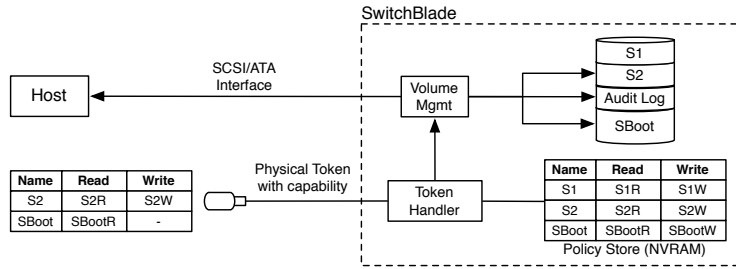 SwitchBlade
S1
S2
Audit Log
SBoot
SCSI/ATA
Interface
Host
Volume
Mgmt
Physical Token
with capability
Token
Handler
Name Read Write
S2 S2R S2W
SBoot SBootR -
Name Read Write
S1 S1R S1W
S2 S2R S2W
SBoot SBootR SBootW
Policy Store (NVRAM)